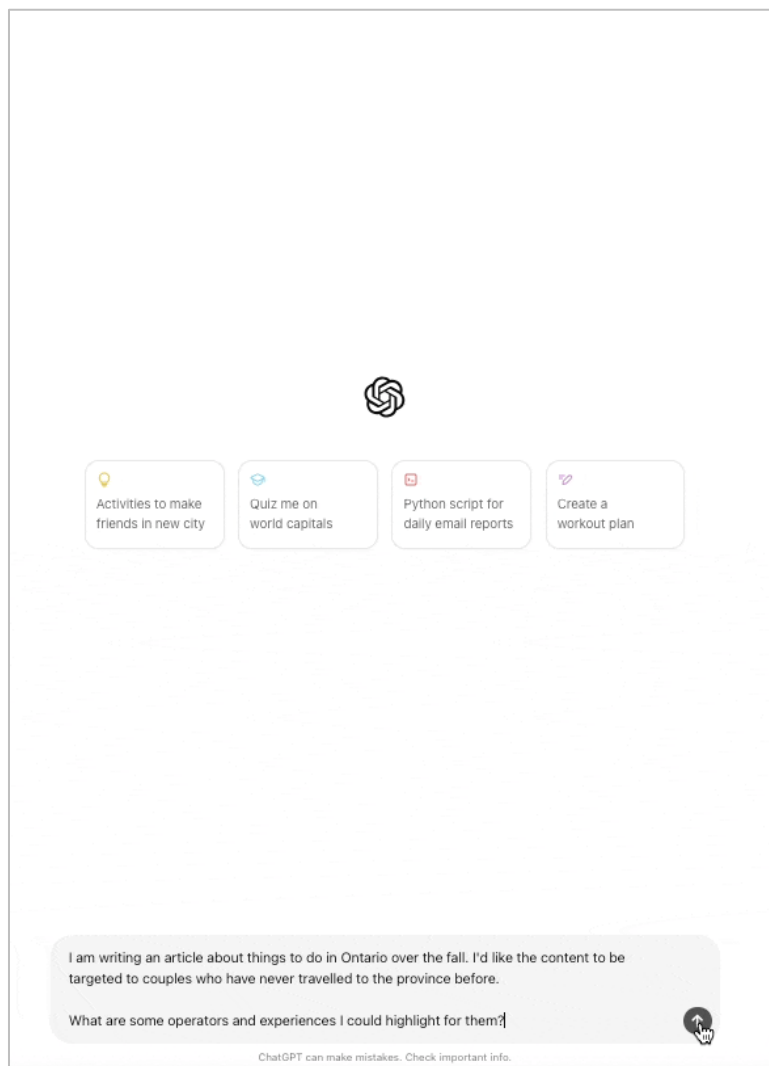 Activities to make
friends in new city
Quiz me on
world capitals
Python script for
daily email reports
Create a
workout plan
I am writing an article about things to do in Ontario over the fall. I'd like the content to be
targeted to couples who have never travelled to the province before.
What are some operators and experiences I could highlight for them?
ChatGPT can make mistakes. Check important info.